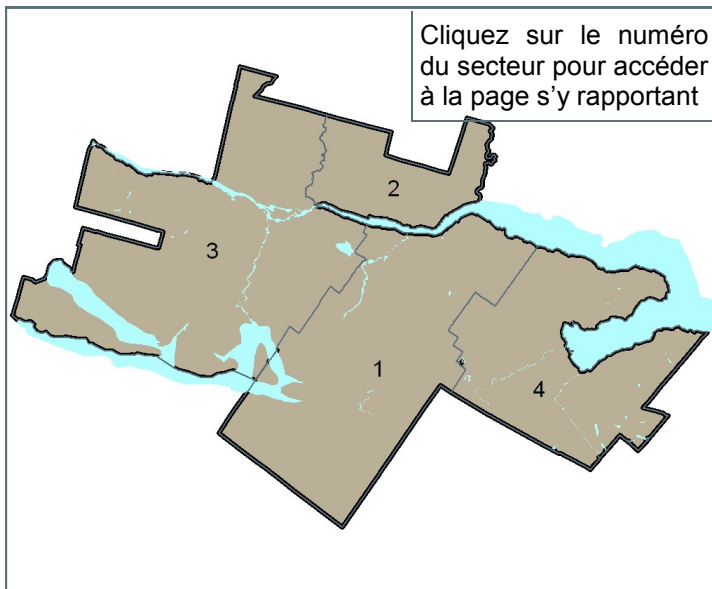 Cliquez sur le numéro
du secteur pour accéder
à la page s’y rapportant
2
3
1
4